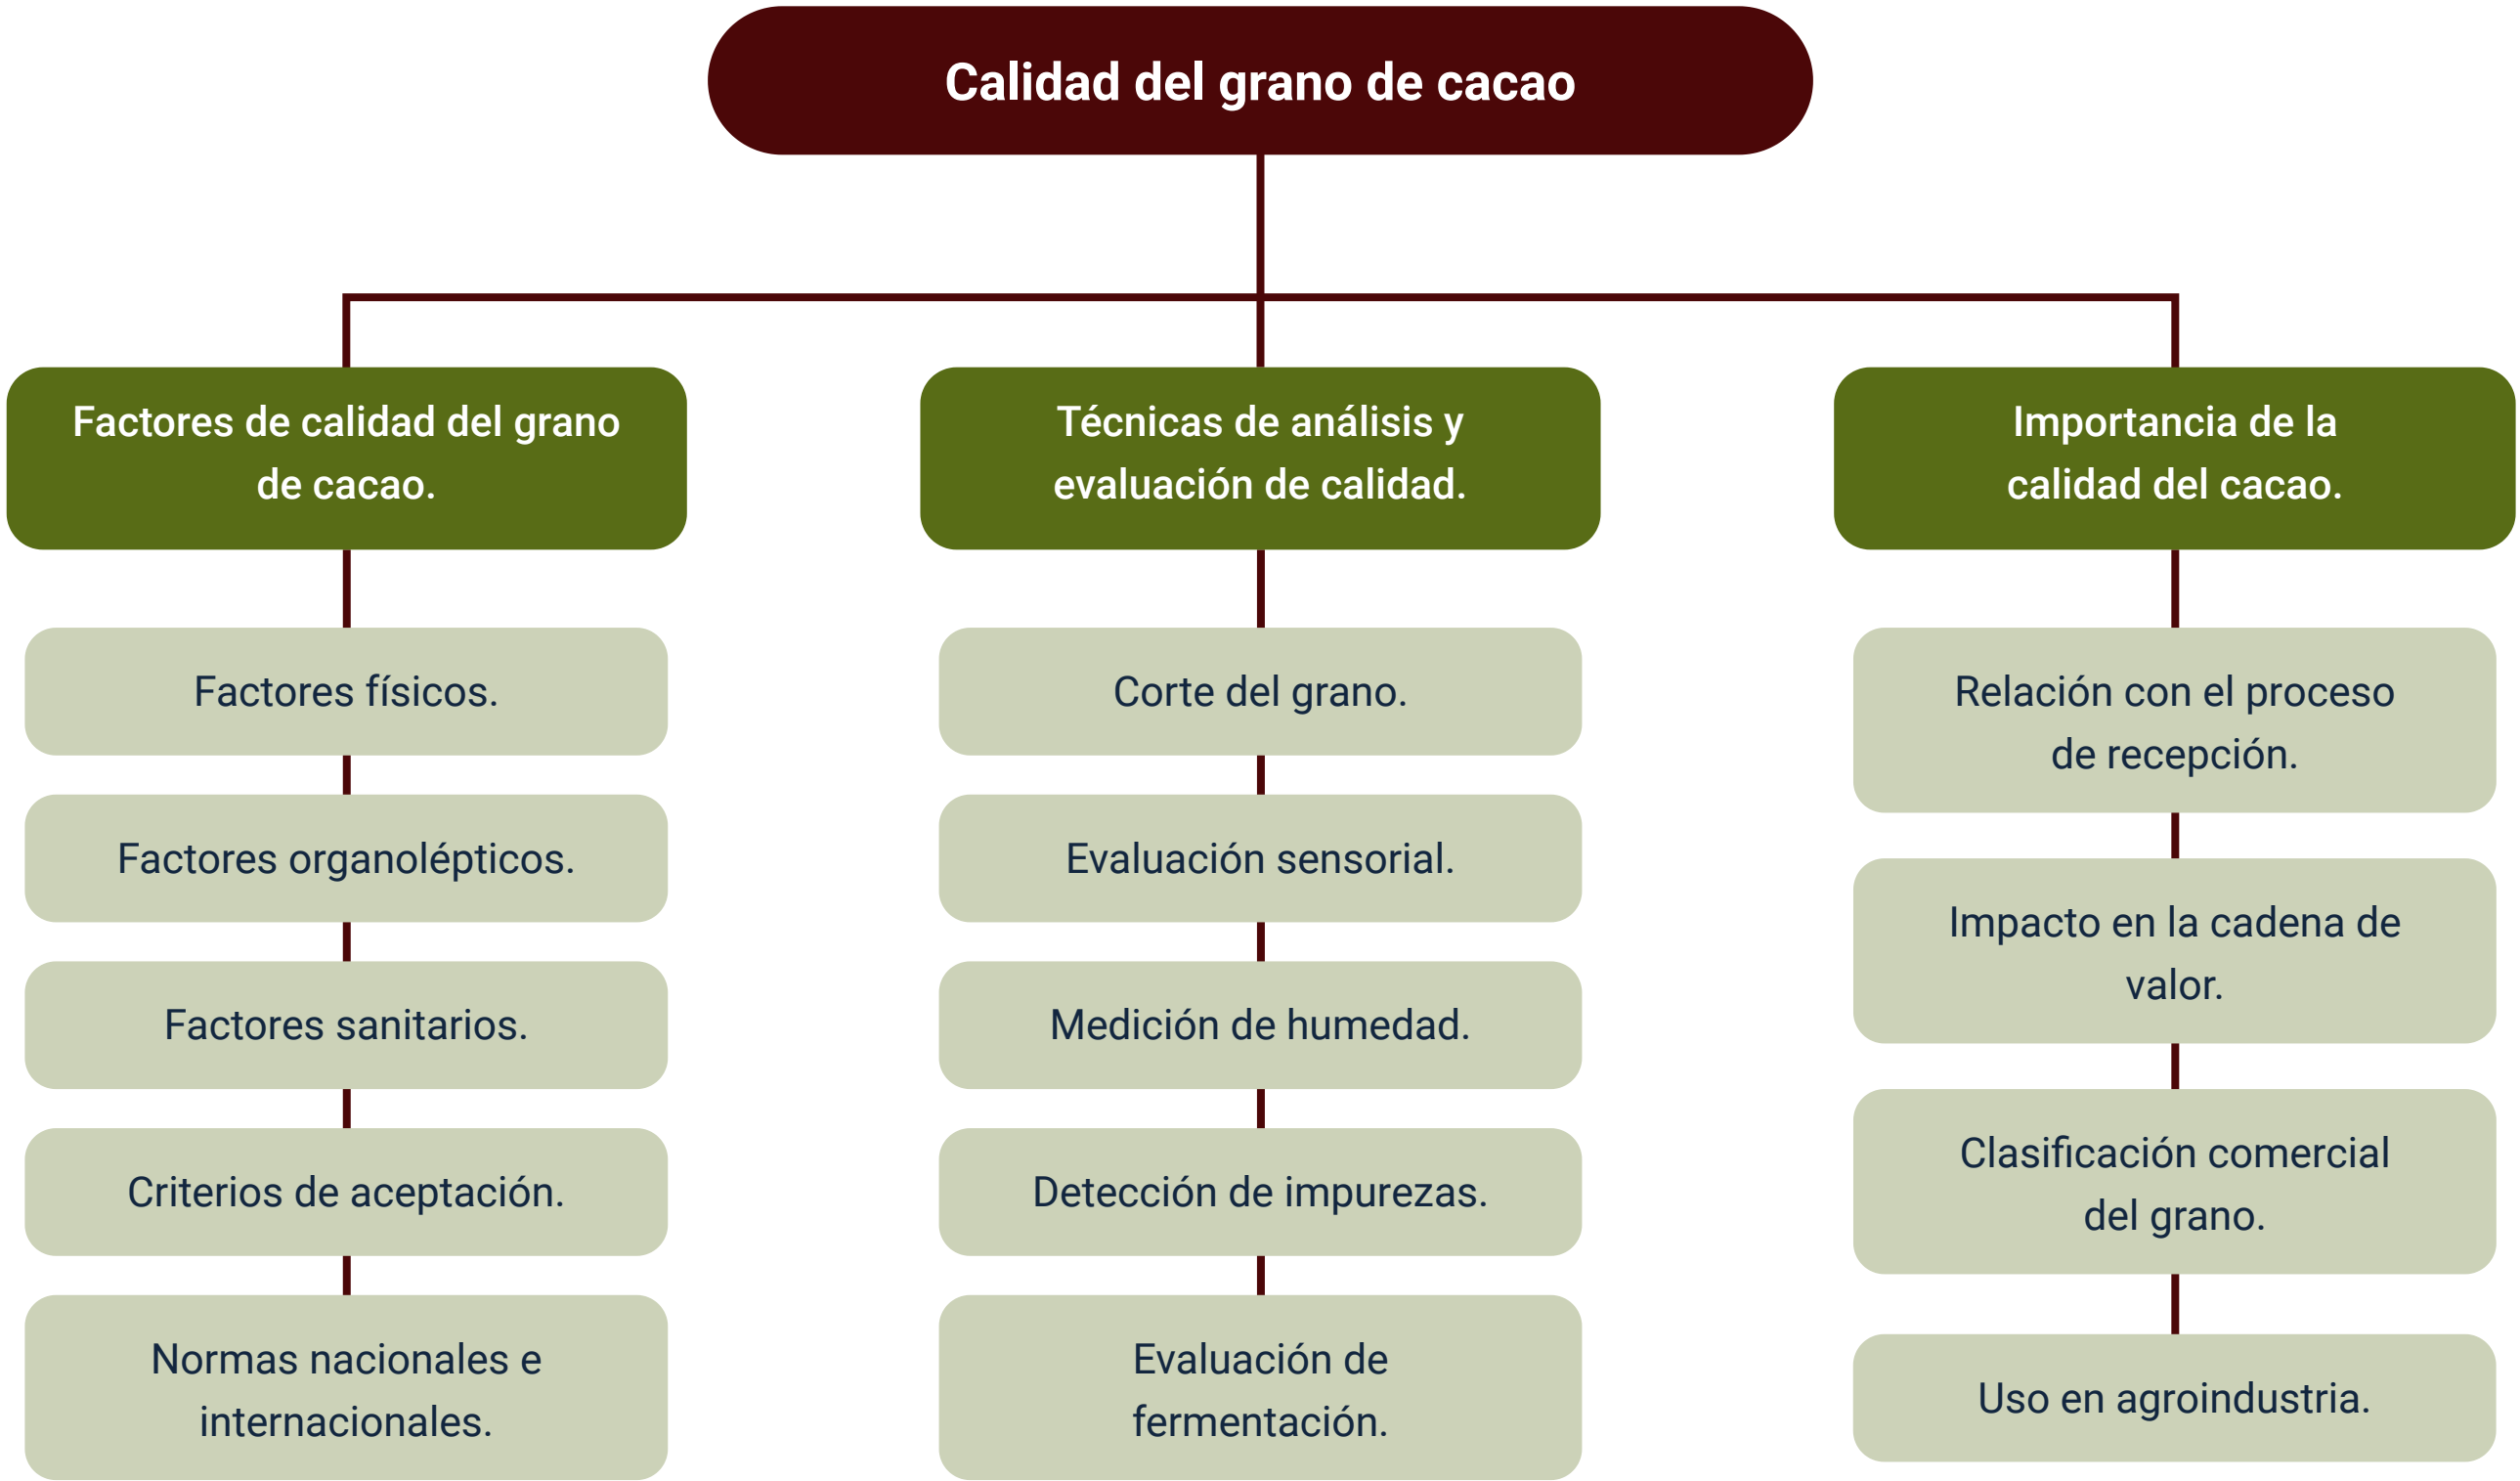 Calidad del grano de cacao
Factores de calidad del grano
de cacao.
Factores físicos.
Factores organolépticos.
Factores sanitarios.
Criterios de aceptación.
Normas nacionales e
internacionales.
Técnicas de análisis y
evaluación de calidad.
Corte del grano.
Evaluación sensorial.
Medición de humedad.
Detección de impurezas.
Evaluación de
fermentación.
Importancia de la
calidad del cacao.
Relación con el proceso
de recepción.
Impacto en la cadena de
valor.
Clasificación comercial
del grano.
Uso en agroindustria.